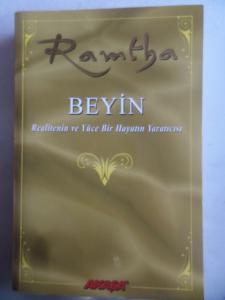 Ramtha
BEYİN
Realitenin ve Yüce Bir Hayatın Yaratıcısı
AKAŞA